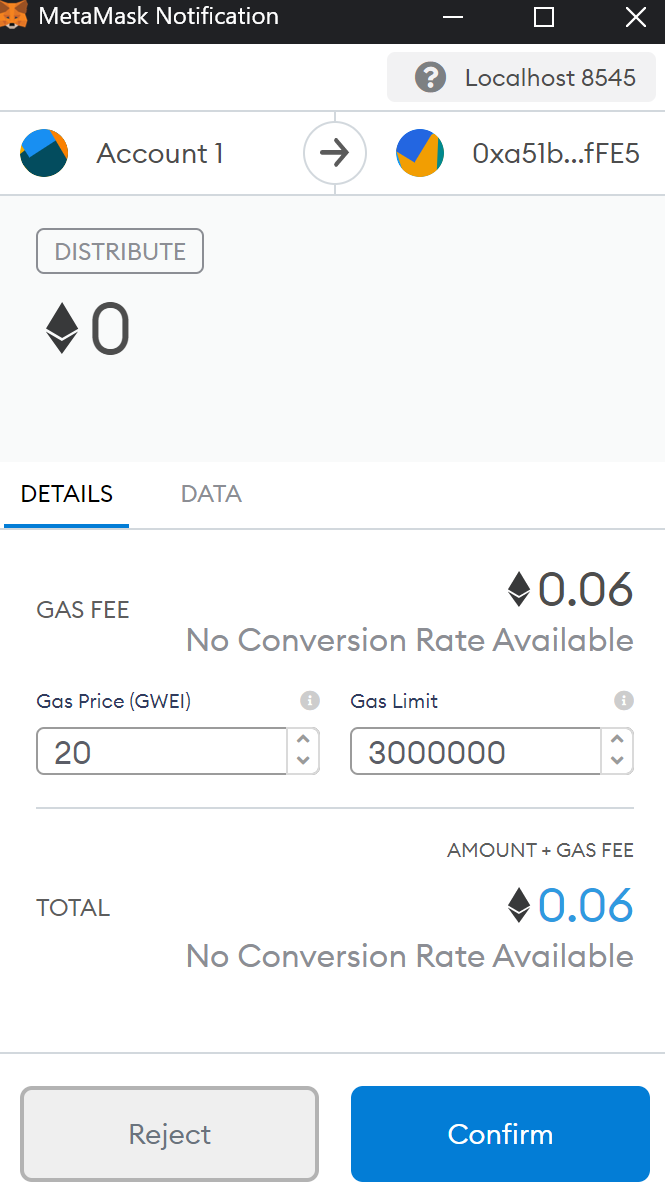 MetaMask Notification
Localhost 8545
Account 1
0xa51b...fFE5
DISTRIBUTE
0
DETAILS
DATA
GAS FEE
0.06
No Conversion Rate Available
Gas Price (GWEI)
Gas Limit
20
3000000
AMOUNT + GAS FEE
TOTAL
0.06
No Conversion Rate Available
Reject
Confirm